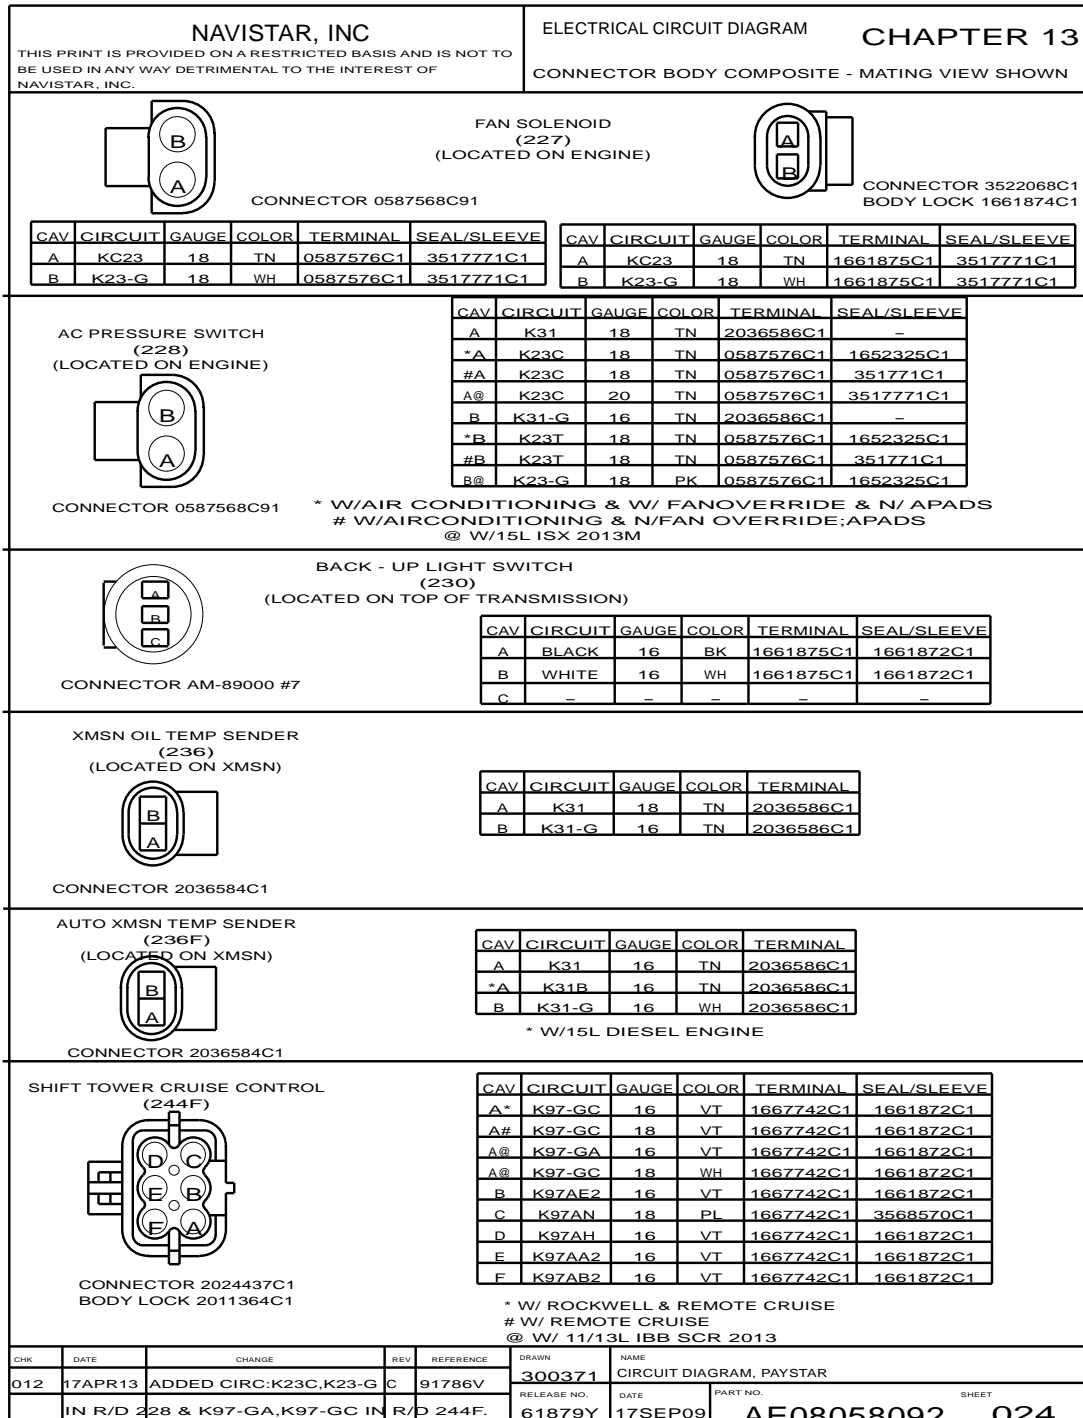 NAVISTAR, INC
THIS PRINT IS PROVIDED ON A RESTRICTED BASIS AND IS NOT TO
BE USED IN ANY WAY DETRIMENTAL TO THE INTEREST OF
NAVISTAR, INC.
ELECTRICAL CIRCUIT DIAGRAM
CHAPTER 13
CONNECTOR BODY COMPOSITE - MATING VIEW SHOWN
B
A
FAN SOLENOID
(227)
(LOCATED ON ENGINE)
CONNECTOR 0587568C91
A
B
CONNECTOR 3522068C1
BODY LOCK 1661874C1
CAV CIRCUIT GAUGE COLOR TERMINAL SEAL/SLEEVE
A KC23 18 TN 0587576C1 3517771C1
B K23-G 18 WH 0587576C1 3517771C1
CAV CIRCUIT GAUGE COLOR TERMINAL SEAL/SLEEVE
A KC23 18 TN 1661875C1 3517771C1
B K23-G 18 WH 1661875C1 3517771C1
AC PRESSURE SWITCH
(228)
(LOCATED ON ENGINE)
B
A
CONNECTOR 0587568C91
CAV CIRCUIT GAUGE COLOR TERMINAL SEAL/SLEEVE
A K31 18 TN 2036586C1 –
*A K23C 18 TN 0587576C1 1652325C1
#A K23C 18 TN 0587576C1 351771C1
A@ K23C 20 TN 0587576C1 3517771C1
B K31-G 16 TN 2036586C1 –
*B K23T 18 TN 0587576C1 1652325C1
#B K23T 18 TN 0587576C1 351771C1
B@ K23-G 18 PK 0587576C1 1652325C1
* W/AIR CONDITIONING & W/ FANOVERRIDE & N/ APADS
# W/AIRCONDITIONING & N/FAN OVERRIDE;APADS
@ W/15L ISX 2013M
BACK - UP LIGHT SWITCH
(230)
(LOCATED ON TOP OF TRANSMISSION)
A
B
C
CONNECTOR AM-89000 #7
CAV CIRCUIT GAUGE COLOR TERMINAL SEAL/SLEEVE
A BLACK 16 BK 1661875C1 1661872C1
B WHITE 16 WH 1661875C1 1661872C1
C – – – – –
XMSN OIL TEMP SENDER
(236)
(LOCATED ON XMSN)
B
A
CONNECTOR 2036584C1
CAV CIRCUIT GAUGE COLOR TERMINAL
A K31 18 TN 2036586C1
B K31-G 16 TN 2036586C1
AUTO XMSN TEMP SENDER
(236F)
(LOCATED ON XMSN)
B
A
CONNECTOR 2036584C1
CAV CIRCUIT GAUGE COLOR TERMINAL
A K31 16 TN 2036586C1
*A K31B 16 TN 2036586C1
B K31-G 16 WH 2036586C1
* W/15L DIESEL ENGINE
SHIFT TOWER CRUISE CONTROL
(244F)
D C
E B
F A
CONNECTOR 2024437C1
BODY LOCK 2011364C1
CAV CIRCUIT GAUGE COLOR TERMINAL SEAL/SLEEVE
A* K97-GC 16 VT 1667742C1 1661872C1
A# K97-GC 18 VT 1667742C1 1661872C1
A@ K97-GA 16 VT 1667742C1 1661872C1
A@ K97-GC 18 WH 1667742C1 1661872C1
B K97AE2 16 VT 1667742C1 1661872C1
C K97AN 18 PL 1667742C1 3568570C1
D K97AH 16 VT 1667742C1 1661872C1
E K97AA2 16 VT 1667742C1 1661872C1
F K97AB2 16 VT 1667742C1 1661872C1
* W/ ROCKWELL & REMOTE CRUISE
# W/ REMOTE CRUISE
@ W/ 11/13L IBB SCR 2013
CHK DATE CHANGE REV REFERENCE
012 17APR13 ADDED CIRC:K23C,K23-G C 91786V
IN R/D 228 & K97-GA,K97-GC IN R/D 244F.
DRAWN
300371
NAME
CIRCUIT DIAGRAM, PAYSTAR
RELEASE NO.
61879Y
DATE
17SEP09
PART NO.
AE08058092
SHEET
024